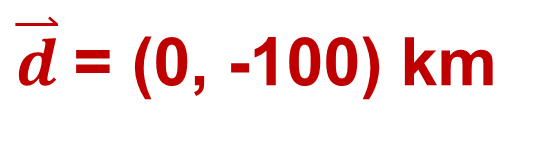 d⃗ = (0, -100) km